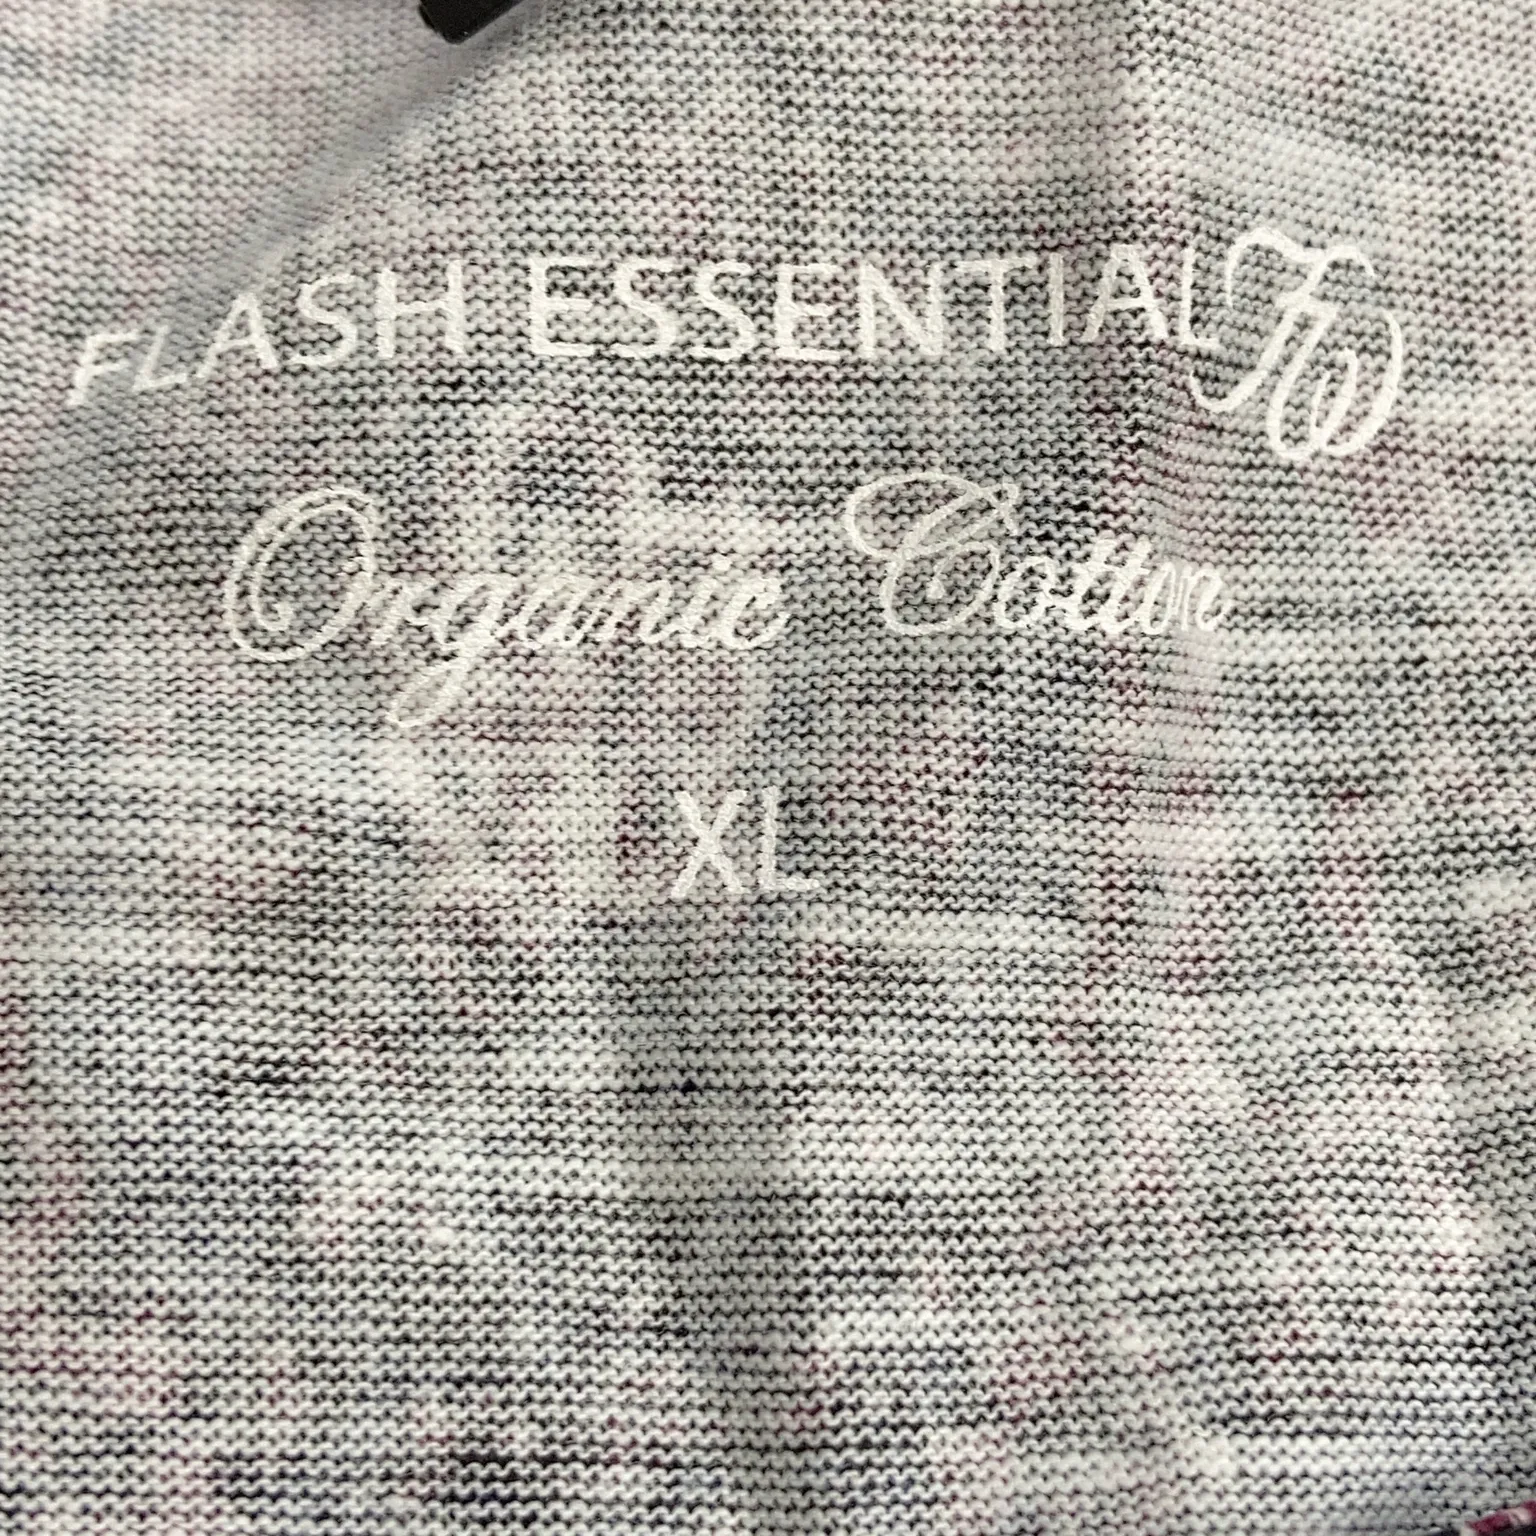 FLASH ESSENTIAL
Organic Cotton
XL